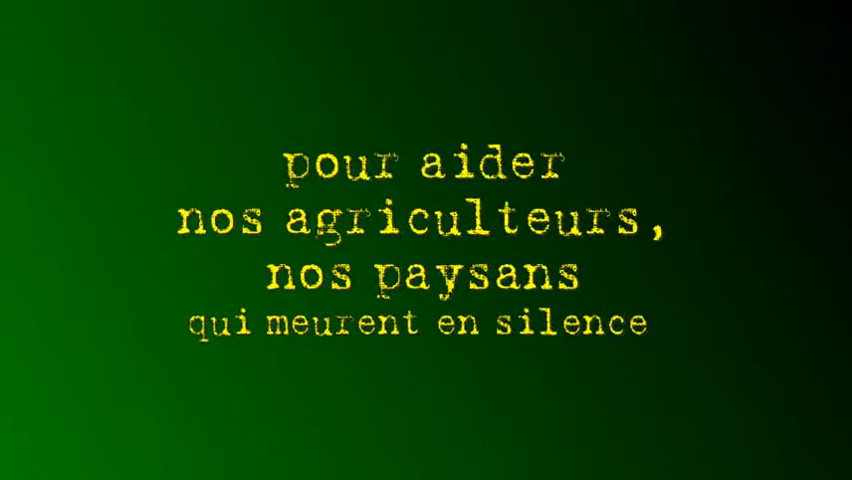 pour aider
nos agriculteurs,
nos paysans
qui meurent en silence